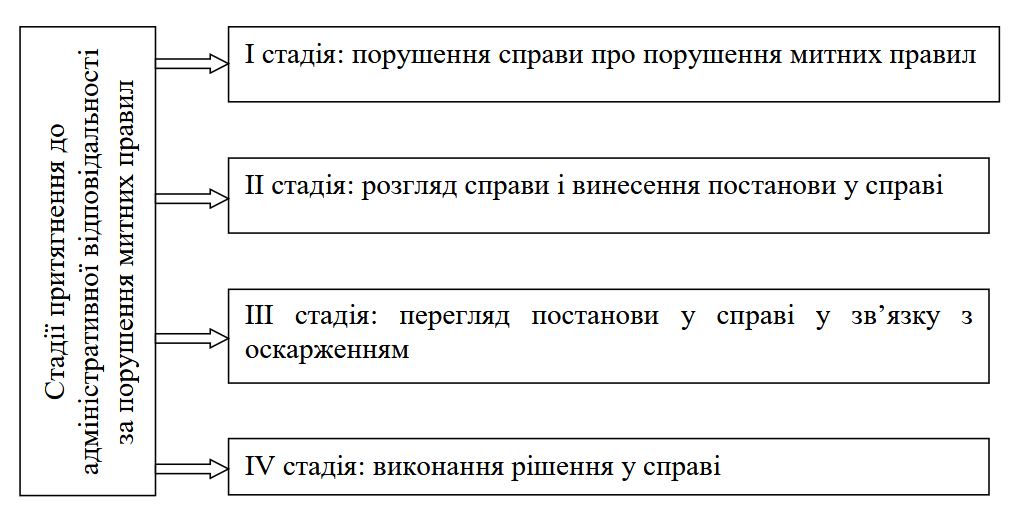 Стадії притягнення до
адміністративної відповідальності
за порушення митних правил
І стадія: порушення справи про порушення митних правил
ІІ стадія: розгляд справи і винесення постанови у справі
ІІІ стадія: перегляд постанови у справі у зв’язку з
оскарженням
IV стадія: виконання рішення у справі